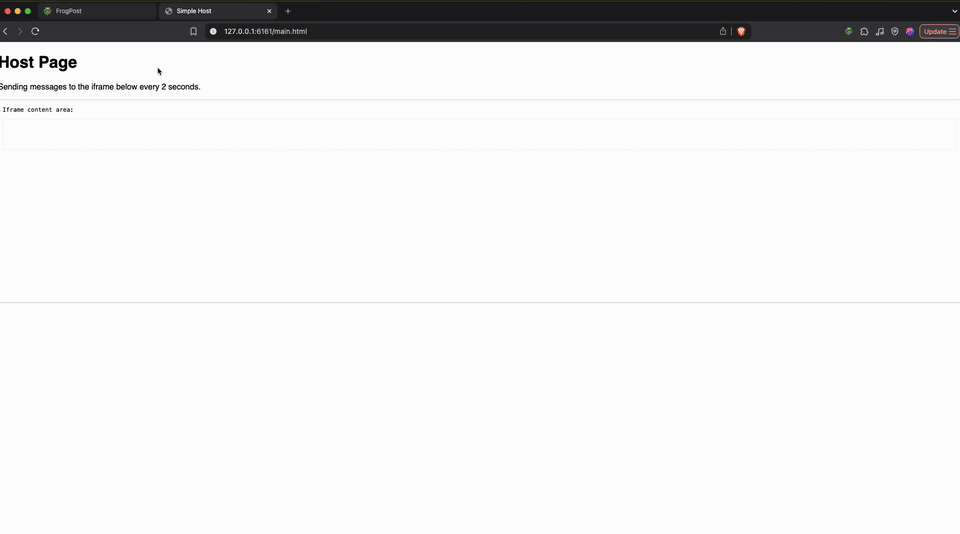 FrogPost
Simple Host
127.0.0.1:6161/main.html
Update
Host Page
Sending messages to the iframe below every 2 seconds.
Iframe content area: